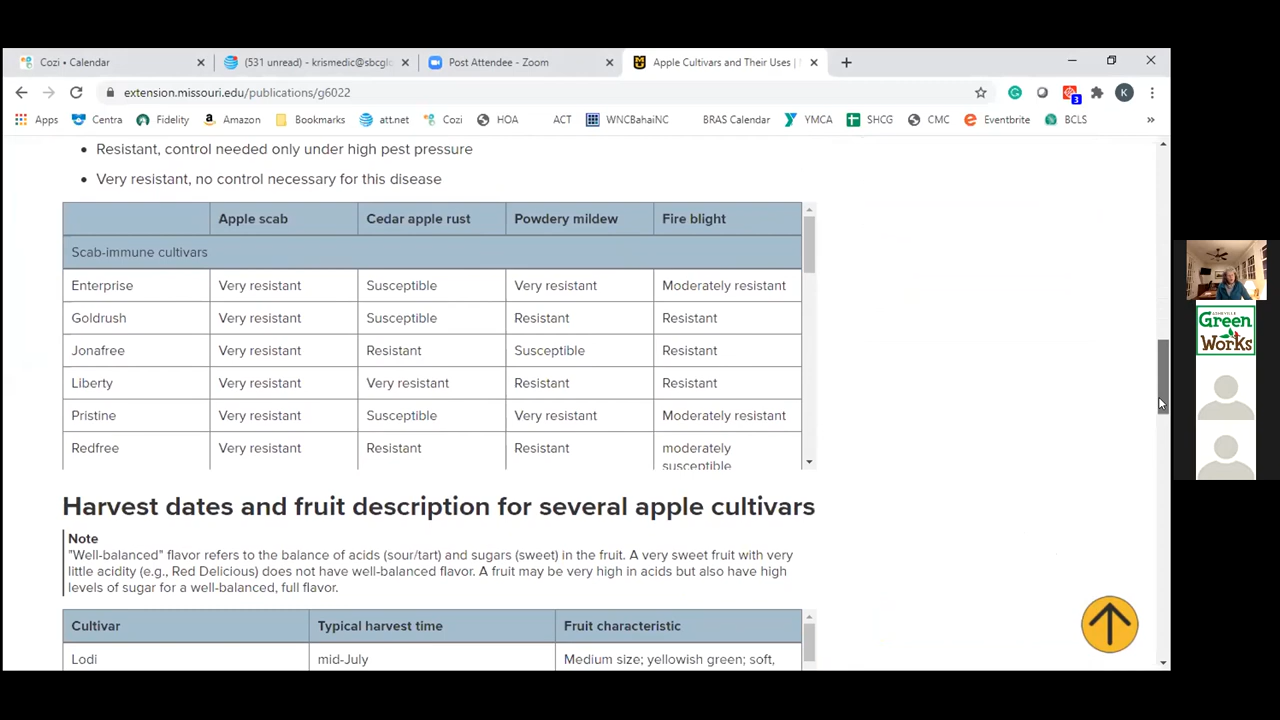 Cozi • Calendar
(531 unread) - krismedic@sbcglo
Post Attendee - Zoom
Apple Cultivars and Their Uses |
extension.missouri.edu/publications/g6022
3
K
Apps
Centra
Fidelity
Amazon
Bookmarks
att.net
Cozi
HOA
ACT
WNCBahaiNC
BRAS Calendar
YMCA
SHCG
CMC
Eventbrite
BCLS
»
• Resistant, control needed only under high pest pressure
• Very resistant, no control necessary for this disease
Apple scab Cedar apple rust Powdery mildew Fire blight
Scab-immune cultivars
Enterprise Very resistant Susceptible Very resistant Moderately resistant
Goldrush Very resistant Susceptible Resistant Resistant
Jonafree Very resistant Resistant Susceptible Resistant
Liberty Very resistant Very resistant Resistant Resistant
Pristine Very resistant Susceptible Very resistant Moderately resistant
Redfree Very resistant Resistant Resistant moderately
susceptible
Harvest dates and fruit description for several apple cultivars
Note
"Well-balanced" flavor refers to the balance of acids (sour/tart) and sugars (sweet) in the fruit. A very sweet fruit with very
little acidity (e.g., Red Delicious) does not have well-balanced flavor. A fruit may be very high in acids but also have high
levels of sugar for a well-balanced, full flavor.
Cultivar Typical harvest time Fruit characteristic
Lodi mid-July Medium size; yellowish green; soft,
ASHEVILLE
Green
Works